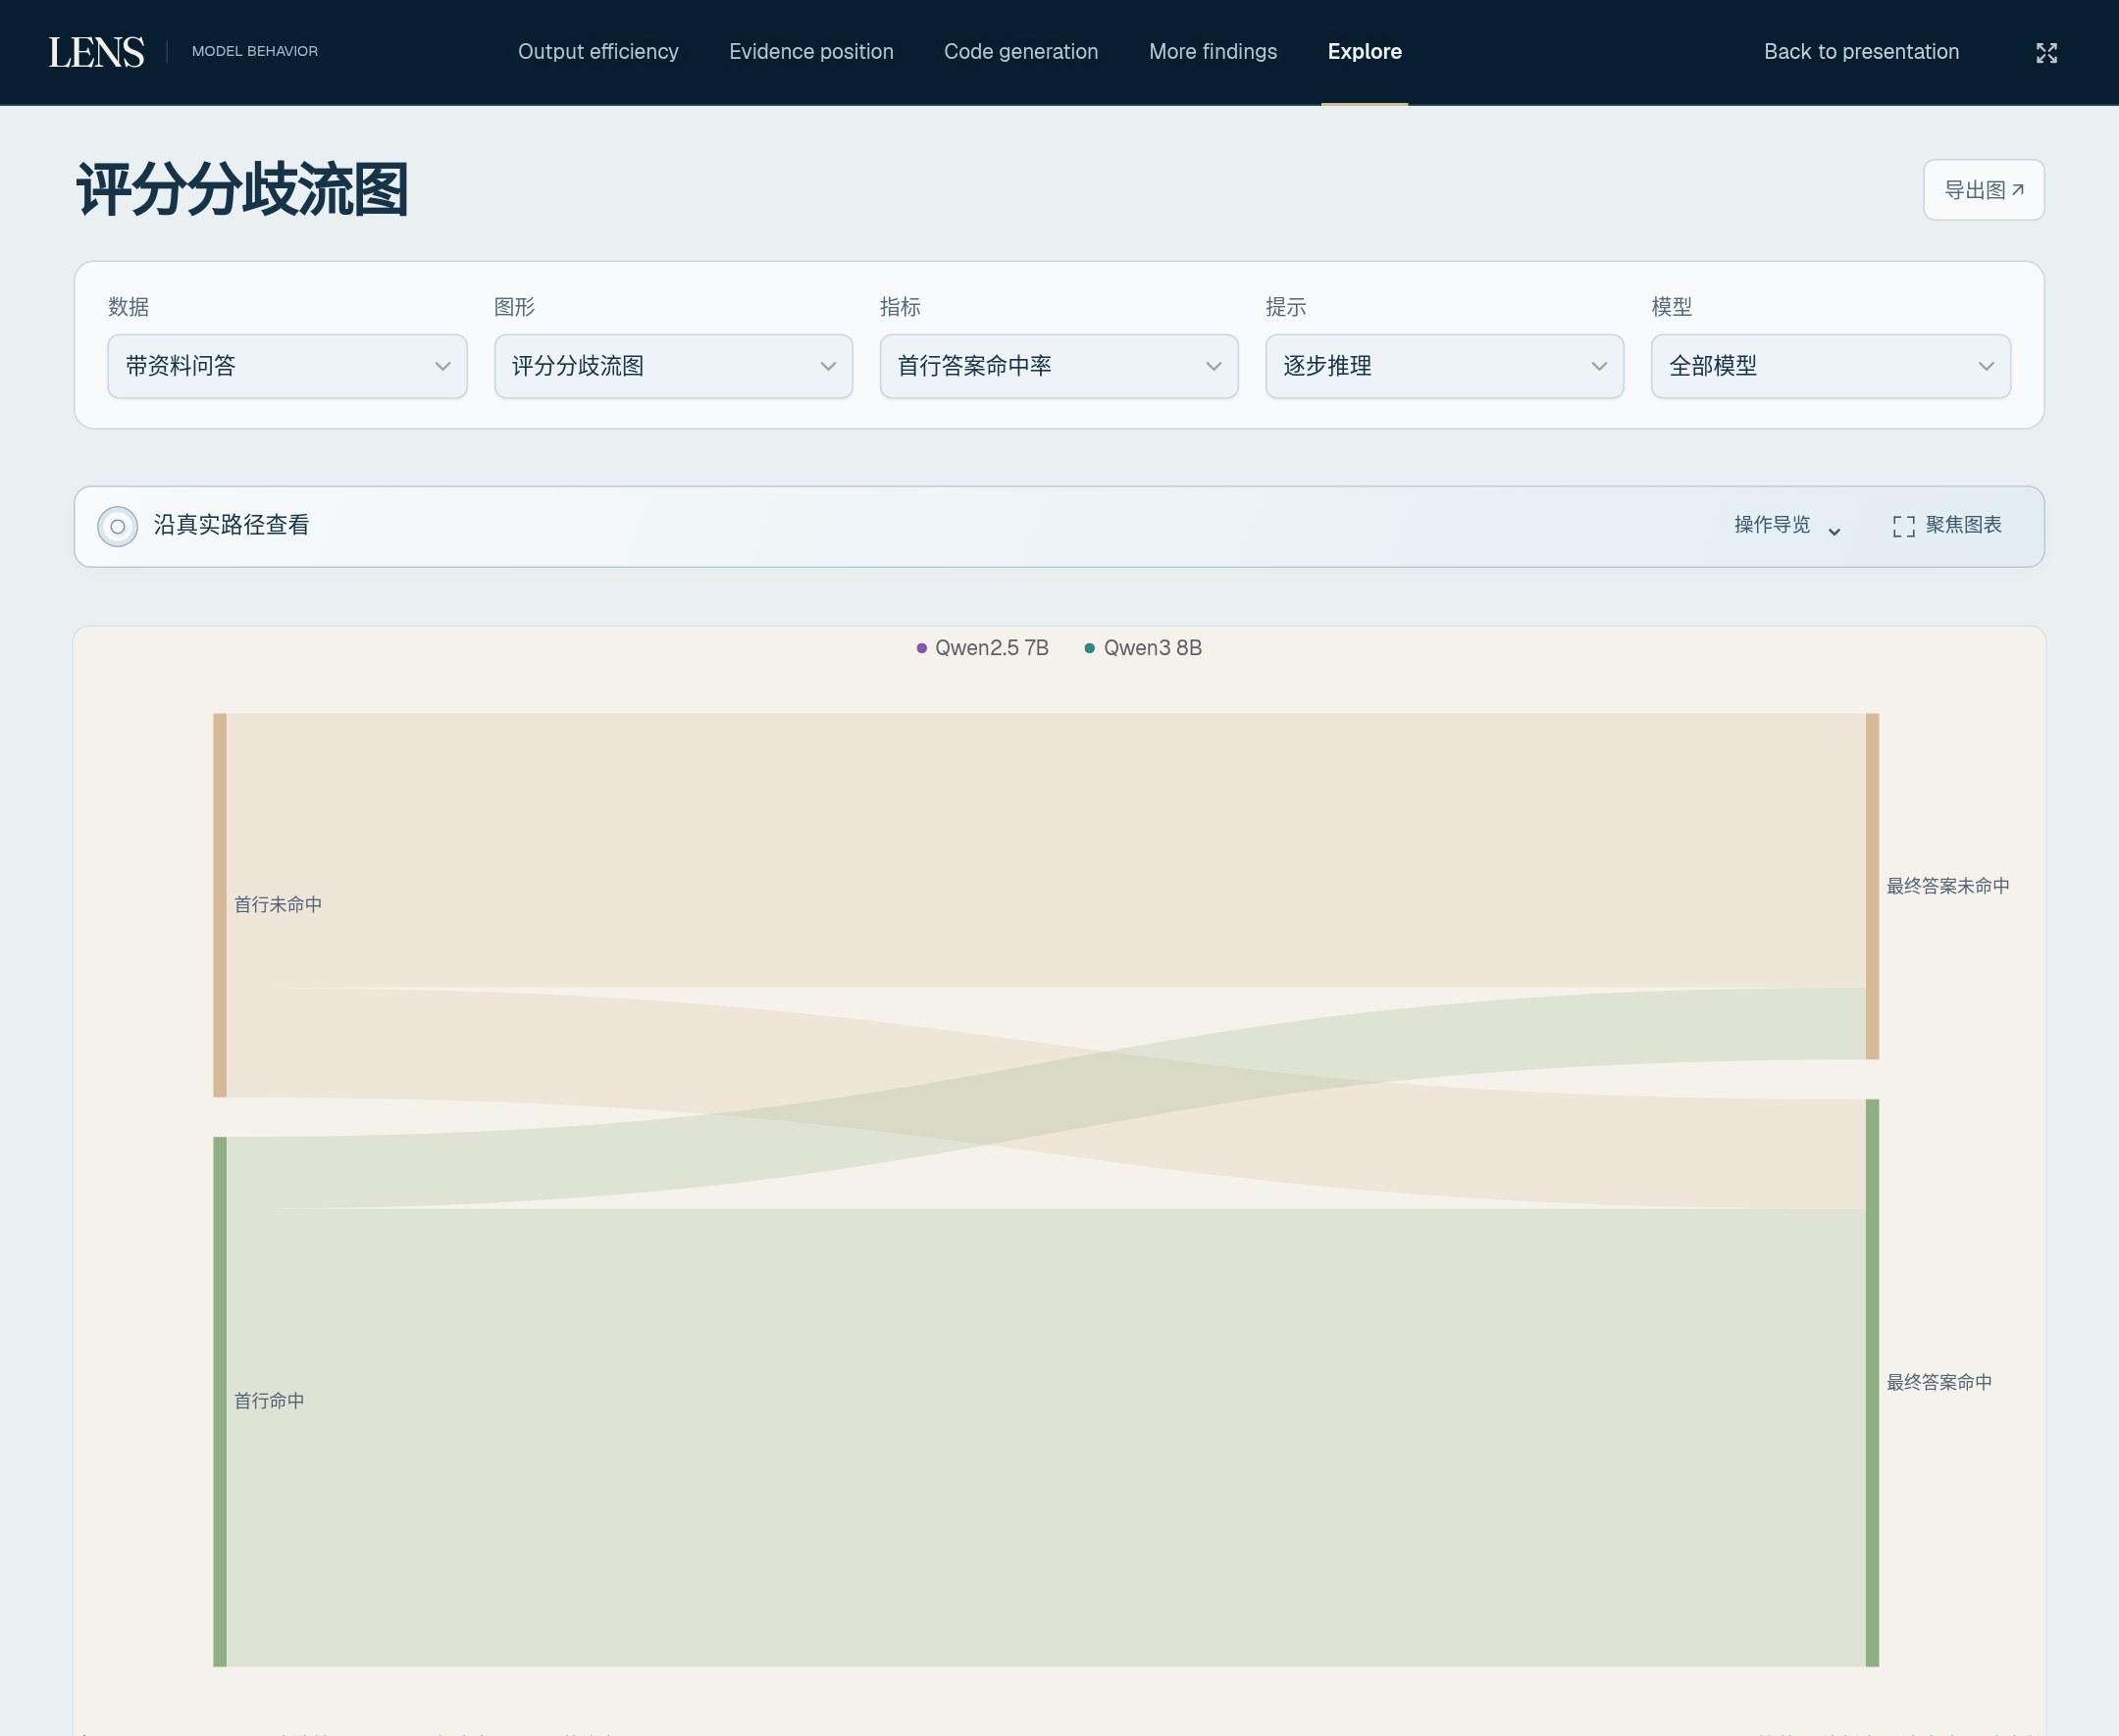 LENS MODEL BEHAVIOR Output efficiency Evidence position Code generation More findings Explore Back to presentation
评分分歧流图 导出图
数据 图形 指标 提示 模型
带资料问答 评分分歧流图 首行答案命中率 逐步推理 全部模型
沿真实路径查看 操作导览 聚焦图表
Qwen2.5 7B Qwen3 8B
最终答案未命中
首行未命中
最终答案命中
首行命中